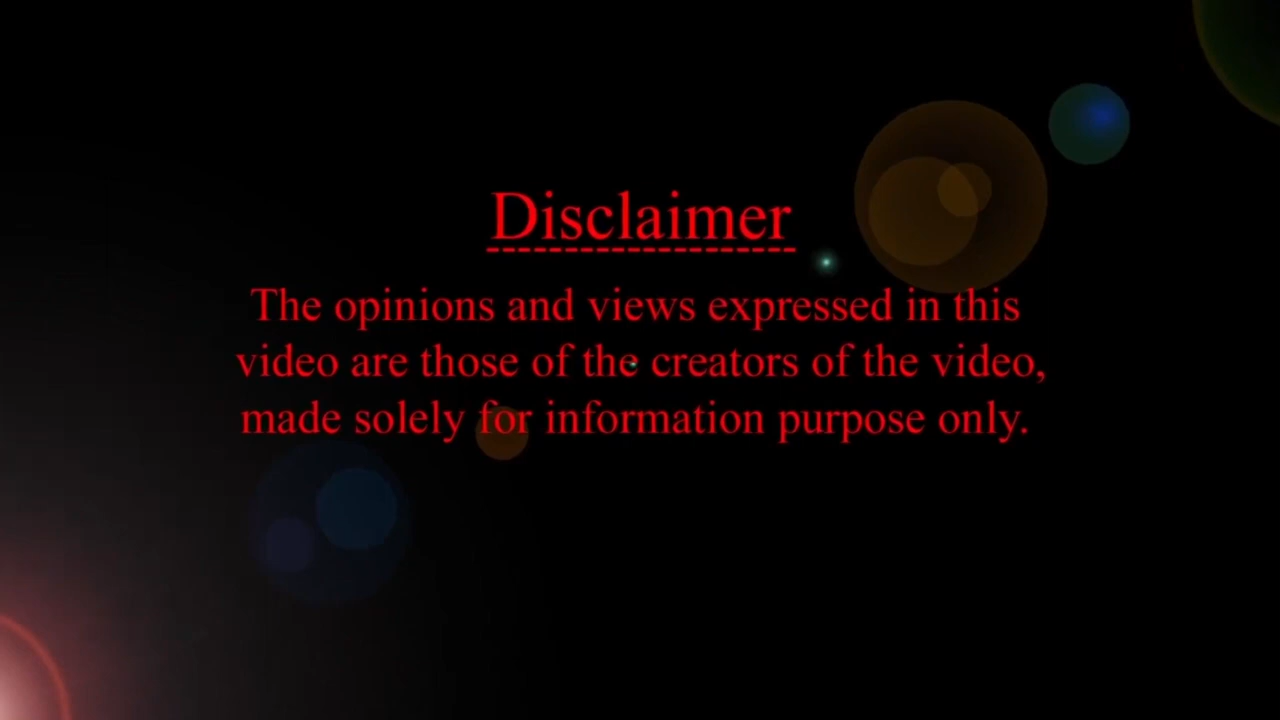 Disclaimer
The opinions and views expressed in this
video are those of the creators of the video,
made solely for information purpose only.